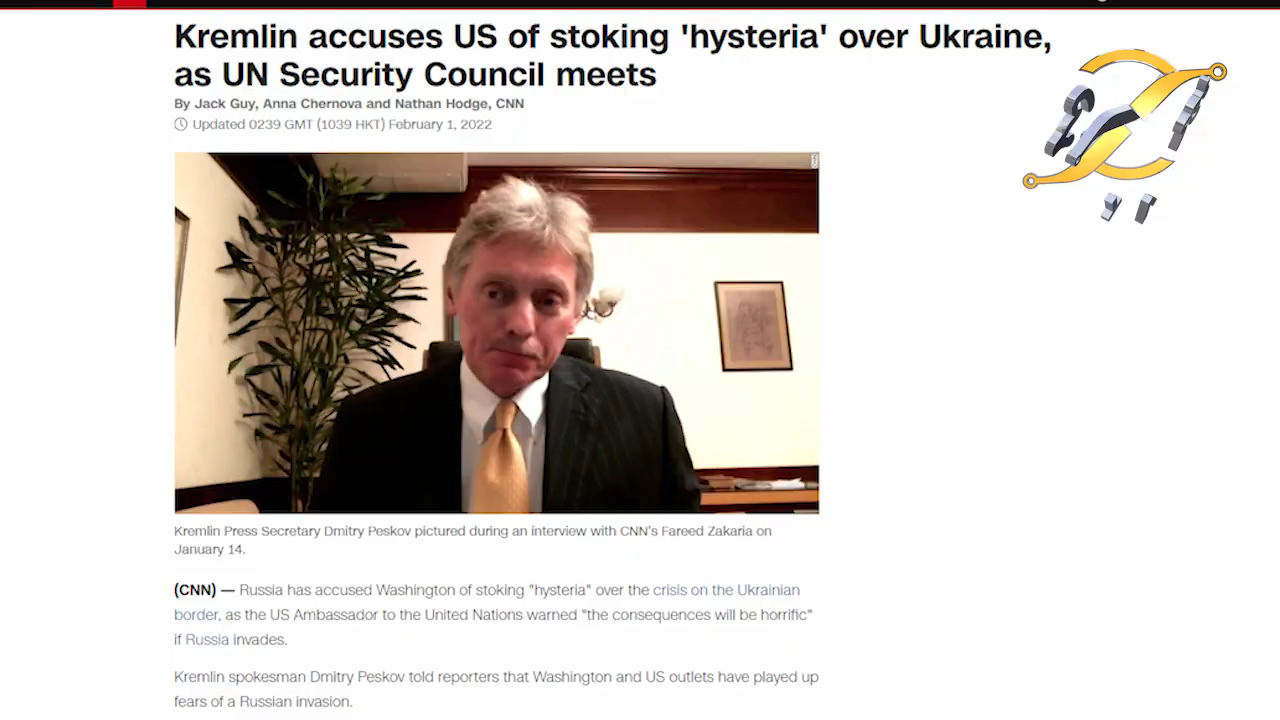 Kremlin accuses US of stoking 'hysteria' over Ukraine,
as UN Security Council meets
By Jack Guy, Anna Chernova and Nathan Hodge, CNN
Updated 0239 GMT (1039 HKT) February 1, 2022
Kremlin Press Secretary Dmitry Peskov pictured during an interview with CNN's Fareed Zakaria on
January 14.
(CNN) — Russia has accused Washington of stoking "hysteria" over the crisis on the Ukrainian
border, as the US Ambassador to the United Nations warned "the consequences will be horrific"
if Russia invades.
Kremlin spokesman Dmitry Peskov told reporters that Washington and US outlets have played up
fears of a Russian invasion.